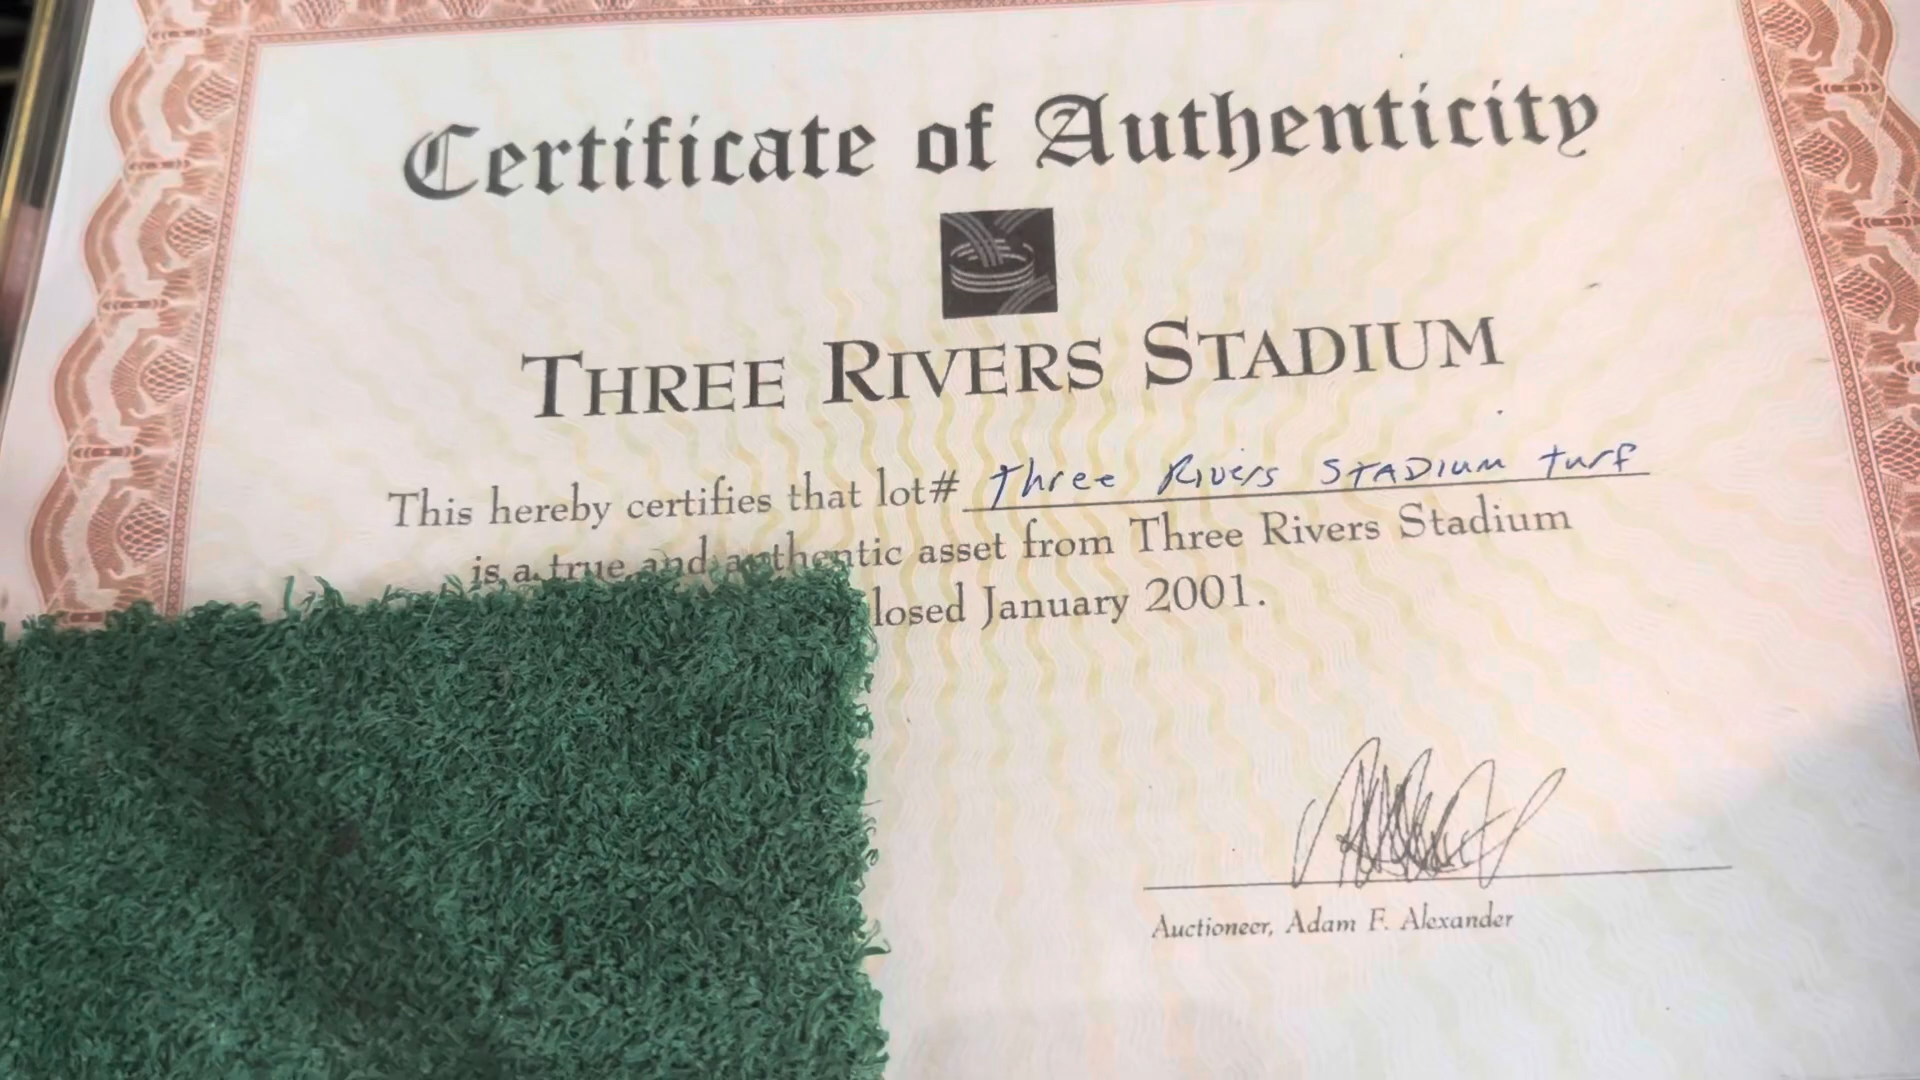 Certificate of Authenticity
THREE RIVERS STADIUM
This hereby certifies that lot# Three Rivers STADIUM turf
is a true and authentic asset from Three Rivers Stadium
losed January 2001.
Auctioneer, Adam F. Alexander